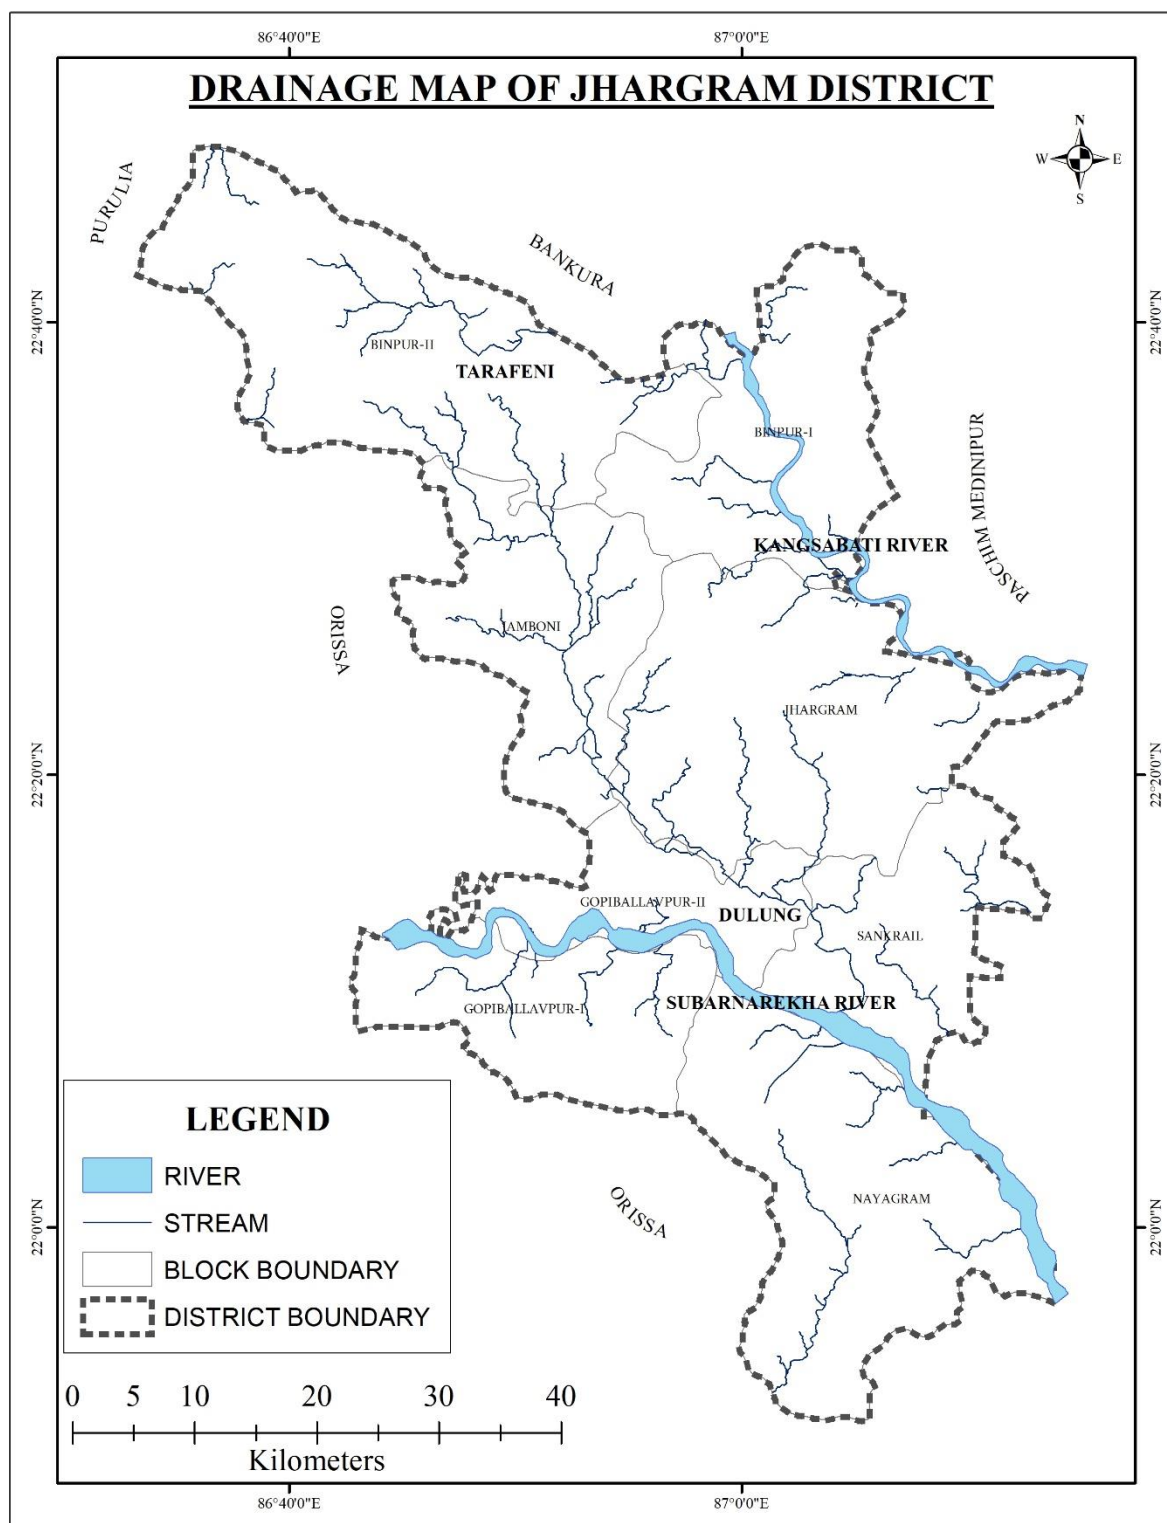 86°40'0"E
87°0'0"E
DRAINAGE MAP OF JHARGRAM DISTRICT
N
W
E
S
PURULIA
BANKURA
22°40'0"N
22°40'0"N
BINPUR-II
TARAFENI
BINPUR-I
PASCHIM MEDINIPUR
KANGSABATI RIVER
ORISSA
JAMBONI
JHARGRAM
22°20'0"N
22°20'0"N
GOPIBALLAVPUR-II
DULUNG
SANKRAIL
SUBARNAREKHA RIVER
GOPIBALLAVPUR-I
LEGEND
RIVER
STREAM
BLOCK BOUNDARY
DISTRICT BOUNDARY
ORISSA
NAYAGRAM
22°0'0"N
22°0'0"N
0 5 10 20 30 40
Kilometers
86°40'0"E
87°0'0"E